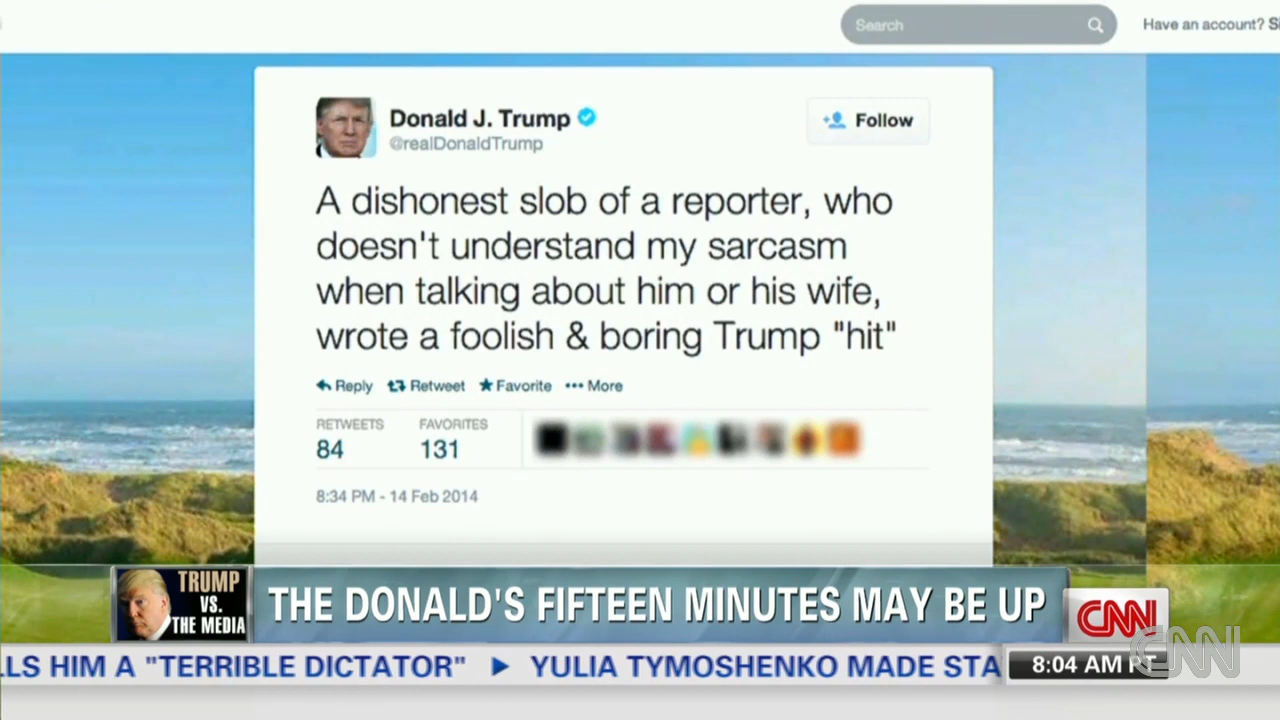 Search
Have an account?
Donald J. Trump
@realDonaldTrump
Follow
A dishonest slob of a reporter, who
doesn't understand my sarcasm
when talking about him or his wife,
wrote a foolish & boring Trump "hit"
Reply Retweet Favorite More
RETWEETS FAVORITES
84 131
8:34 PM - 14 Feb 2014
TRUMP
VS.
THE MEDIA
THE DONALD'S FIFTEEN MINUTES MAY BE UP
CNN
CNN
LS HIM A "TERRIBLE DICTATOR" ▶ YULIA TYMOSHENKO MADE STA
8:04 AM PT